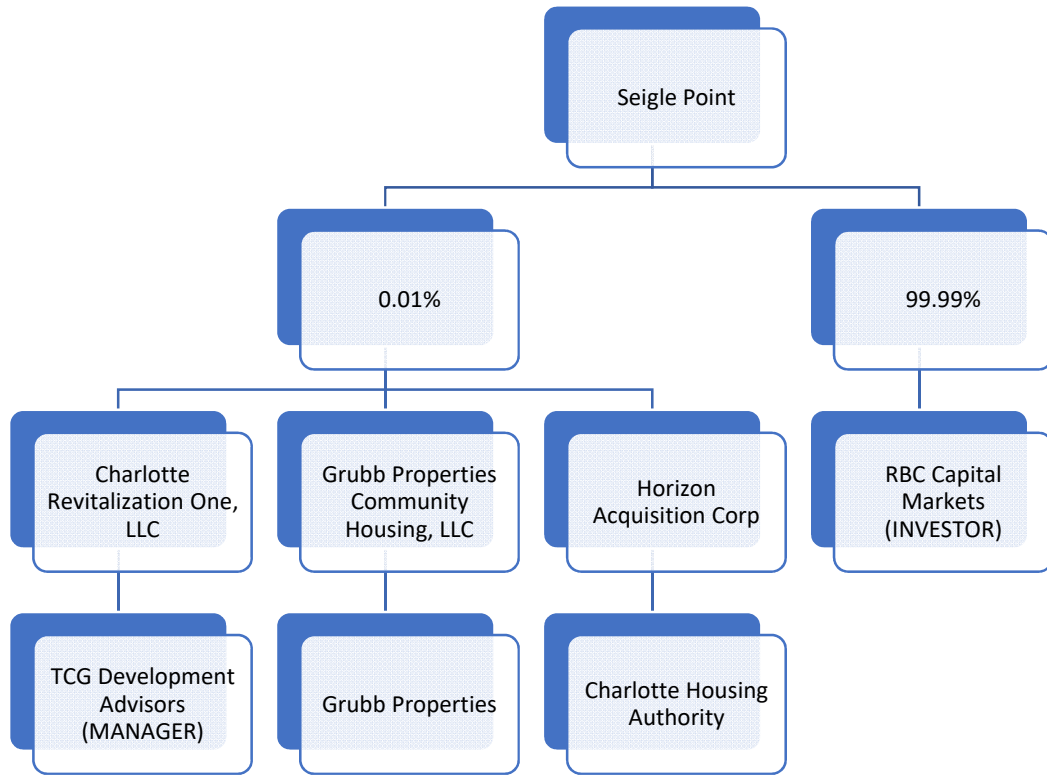 Seigle Point
0.01%
99.99%
Charlotte
Revitalization One,
LLC
Grubb Properties
Community
Housing, LLC
Horizon
Acquisition Corp
RBC Capital
Markets
(INVESTOR)
TCG Development
Advisors
(MANAGER)
Grubb Properties
Charlotte Housing
Authority